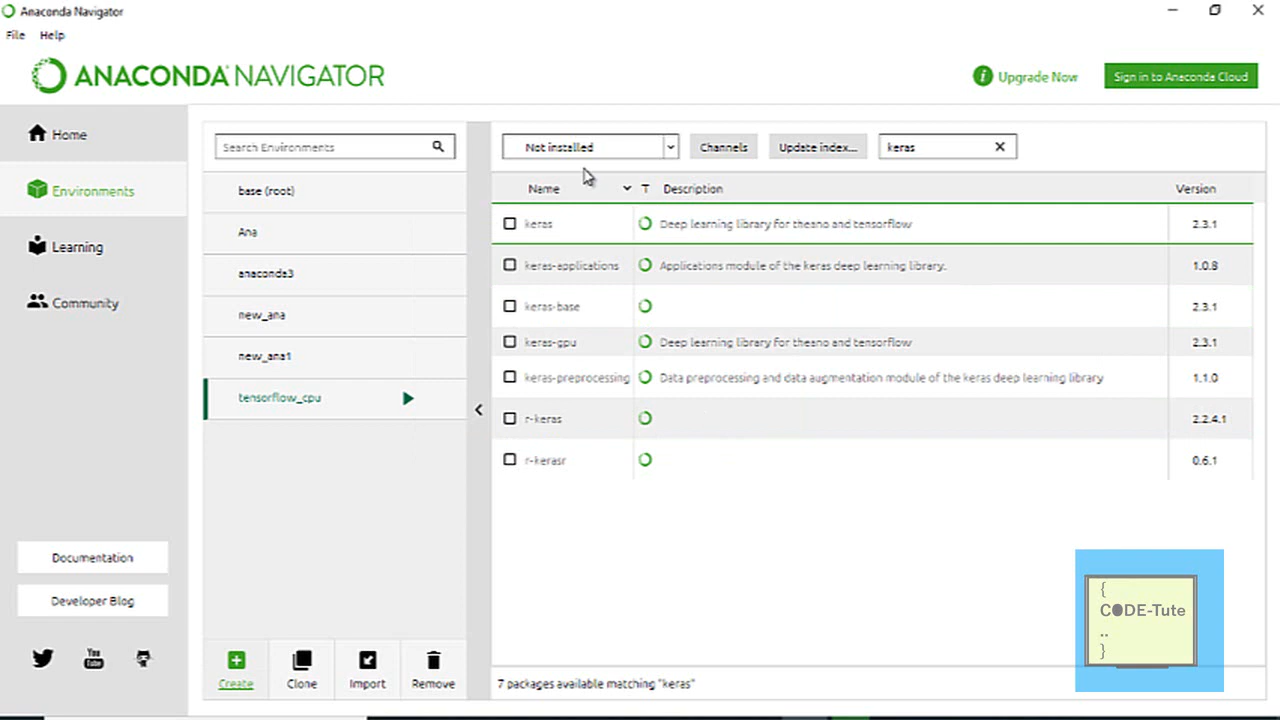 Anaconda Navigator
File Help
ANACONDA NAVIGATOR
Upgrade Now
Sign in to Anaconda Cloud
Home
Environments
Learning
Community
Documentation
Developer Blog
Search Environments
base (root)
Ana
anaconda3
new_ana
new_ana1
tensorflow_cpu
Create Clone Import Remove
Not installed Channels Update index... keras
Name T Description Version
keras Deep learning library for theano and tensorflow 2.3.1
keras-applications Applications module of the keras deep learning library. 1.0.8
keras-base 2.3.1
keras-gpu Deep learning library for theano and tensorflow 2.3.1
keras-preprocessing Data preprocessing and data augmentation module of the keras deep learning library 1.1.0
r-keras 2.2.4.1
r-kerasr 0.6.1
7 packages available matching "keras"
{
CODE-Tute
..
}